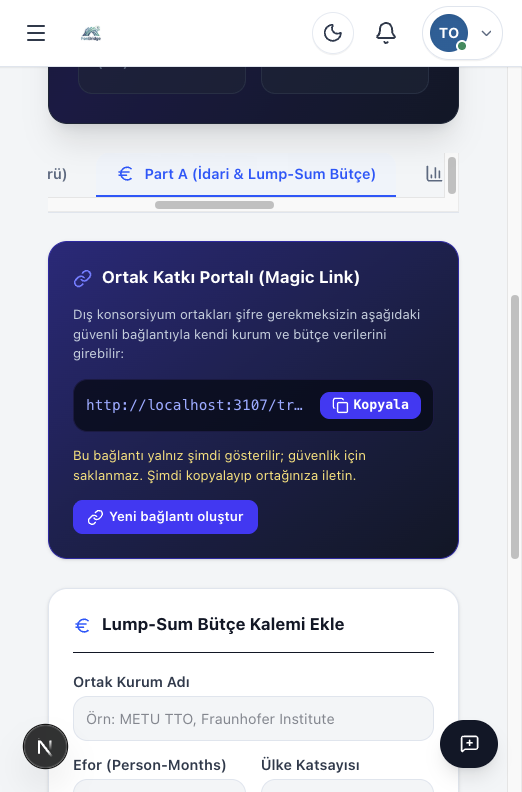 FonBridge
TO
rü)
Part A (İdari & Lump-Sum Bütçe)
Ortak Katkı Portalı (Magic Link)
Dış konsorsiyum ortakları şifre gerekmeksizin aşağıdaki
güvenli bağlantıyla kendi kurum ve bütçe verilerini
girebilir:
http://localhost:3107/tr…
Kopyala
Bu bağlantı yalnız şimdi gösterilir; güvenlik için
saklanmaz. Şimdi kopyalayıp ortağınıza iletin.
Yeni bağlantı oluştur
Lump-Sum Bütçe Kalemi Ekle
Ortak Kurum Adı
Örn: METU TTO, Fraunhofer Institute
N
Efor (Person-Months)
Ülke Katsayısı